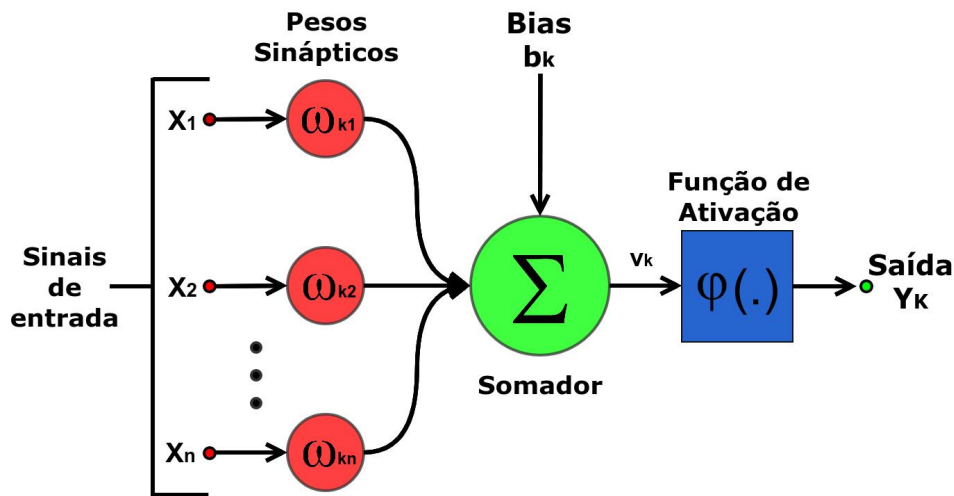 Pesos
Sinápticos
Bias
bk
X1
ωk1
Função de
Ativação
Sinais
de
entrada
X2
ωk2
Σ
vk
φ(.)
Saída
YK
Somador
Xn
ωkn